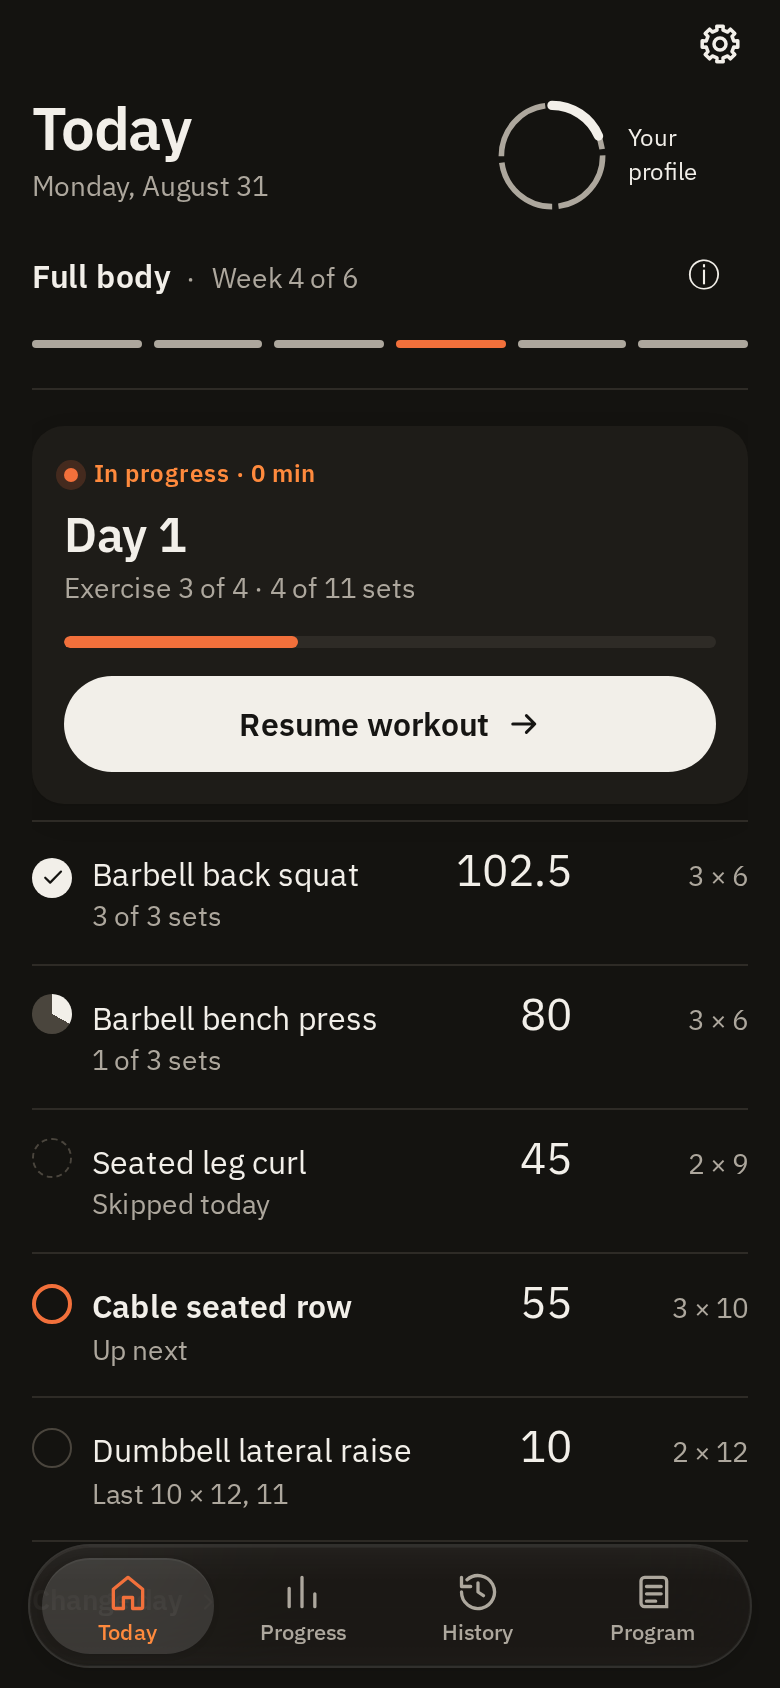 Today
Monday, August 31
Your
profile
Full body · Week 4 of 6
In progress · 0 min
Day 1
Exercise 3 of 4 · 4 of 11 sets
Resume workout →
Barbell back squat 102.5 3 × 6
3 of 3 sets
Barbell bench press 80 3 × 6
1 of 3 sets
Seated leg curl 45 2 × 9
Skipped today
Cable seated row 55 3 × 10
Up next
Dumbbell lateral raise 10 2 × 12
Last 10 × 12, 11
Today Progress History Program